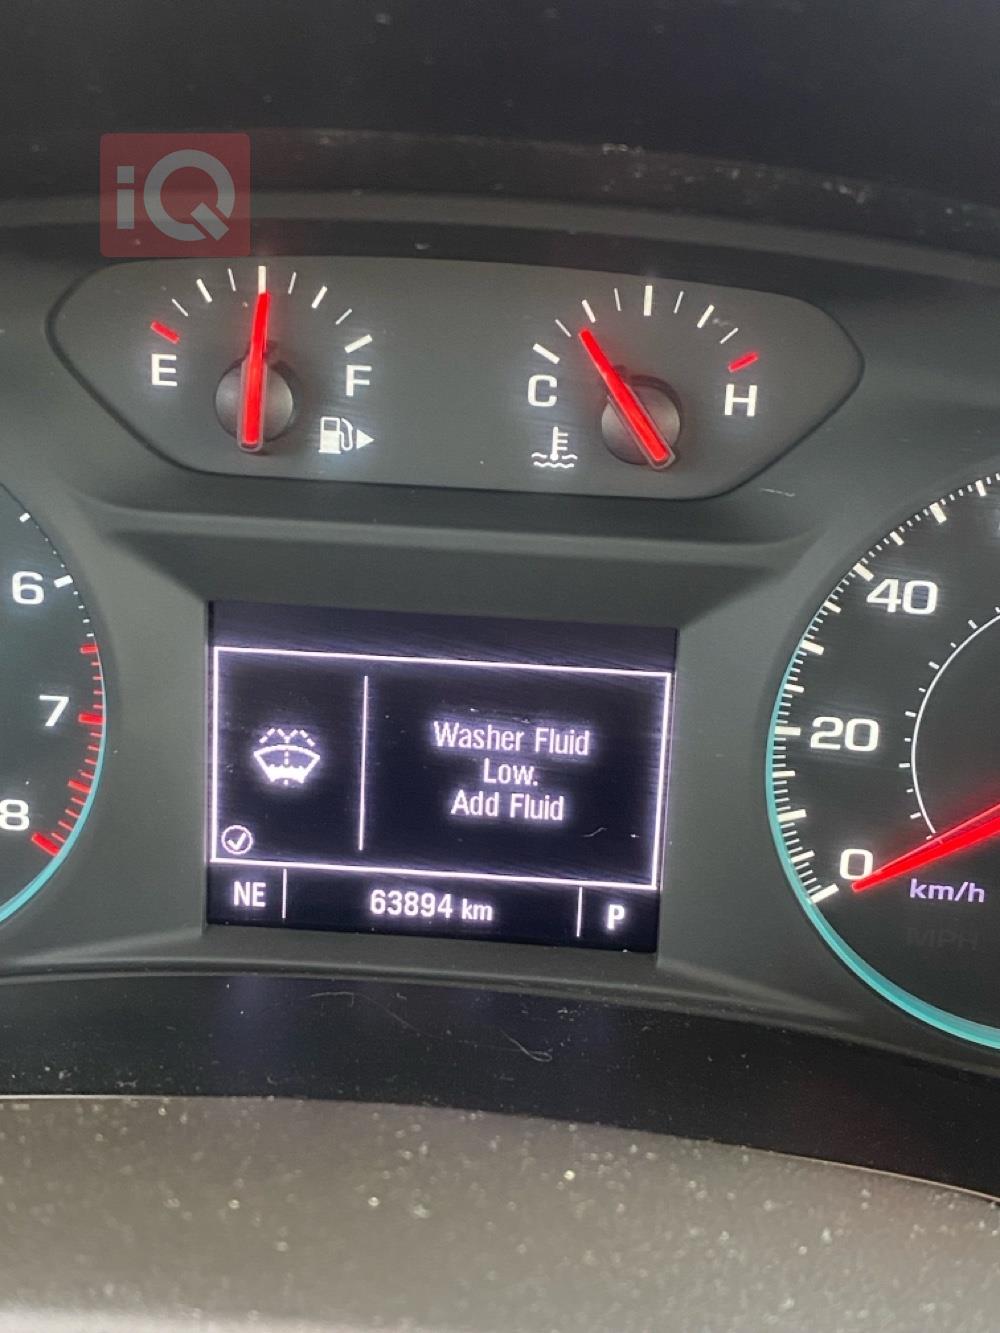 iQ
E
F
C
H
6
7
8
40
20
0
km/h
MPH
Washer Fluid
Low.
Add Fluid
NE
63894 km
P